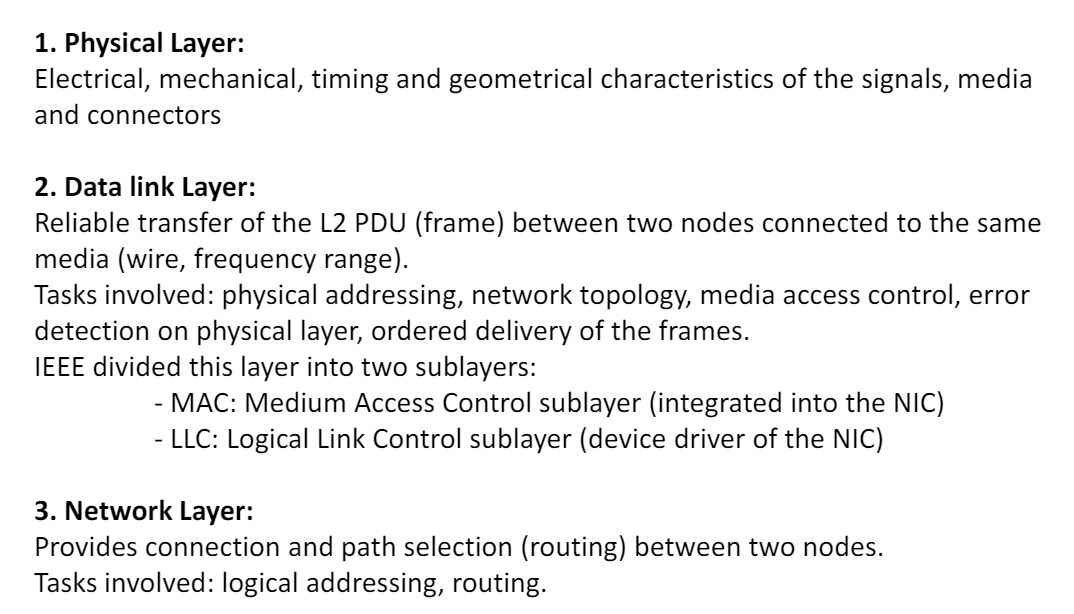 1. Physical Layer:
Electrical, mechanical, timing and geometrical characteristics of the signals, media
and connectors
2. Data link Layer:
Reliable transfer of the L2 PDU (frame) between two nodes connected to the same
media (wire, frequency range).
Tasks involved: physical addressing, network topology, media access control, error
detection on physical layer, ordered delivery of the frames.
IEEE divided this layer into two sublayers:
- MAC: Medium Access Control sublayer (integrated into the NIC)
- LLC: Logical Link Control sublayer (device driver of the NIC)
3. Network Layer:
Provides connection and path selection (routing) between two nodes.
Tasks involved: logical addressing, routing.